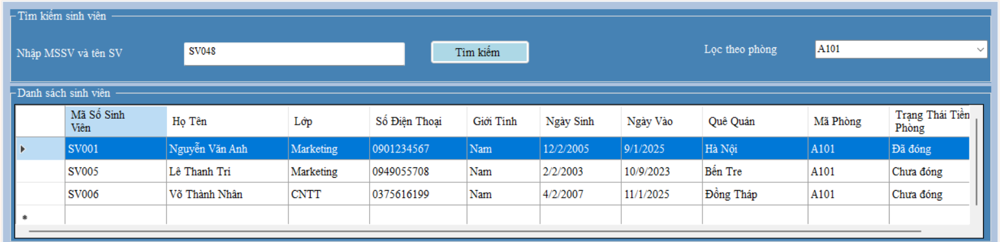 Tìm kiếm sinh viên
Nhập MSSV và tên SV SV048 Tìm kiếm Lọc theo phòng A101
Danh sách sinh viên
Mã Số Sinh Viên Họ Tên Lớp Số Điện Thoại Giới Tính Ngày Sinh Ngày Vào Quê Quán Mã Phòng Trạng Thái Tiền Phòng
SV001 Nguyễn Văn Anh Marketing 0901234567 Nam 12/2/2005 9/1/2025 Hà Nội A101 Đã đóng
SV005 Lê Thanh Trí Marketing 0949055708 Nam 2/2/2003 10/9/2023 Bến Tre A101 Chưa đóng
SV006 Võ Thành Nhân CNTT 0375616199 Nam 4/2/2007 11/1/2025 Đồng Tháp A101 Chưa đóng